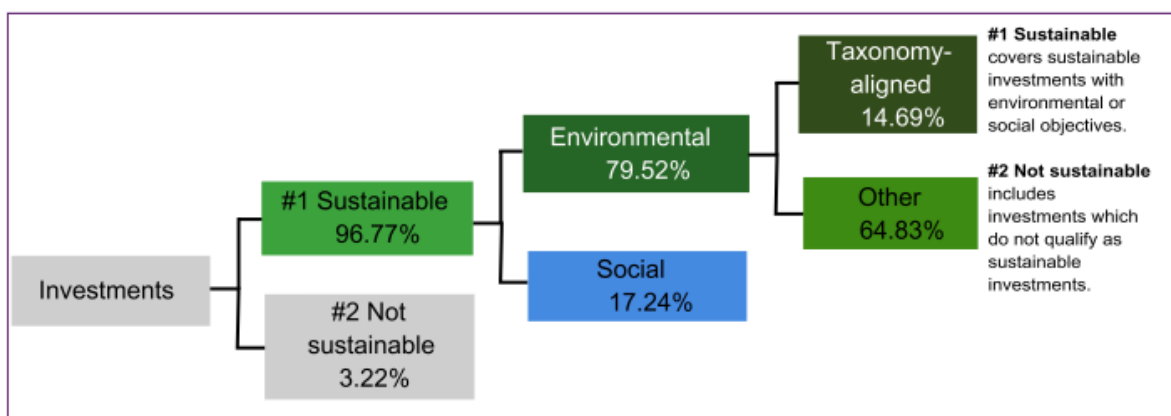 Investments
#1 Sustainable
96.77%
#2 Not
sustainable
3.22%
Environmental
79.52%
Social
17.24%
Taxonomy-
aligned
14.69%
Other
64.83%
#1 Sustainable
covers sustainable
investments with
environmental or
social objectives.
#2 Not sustainable
includes
investments which
do not qualify as
sustainable
investments.